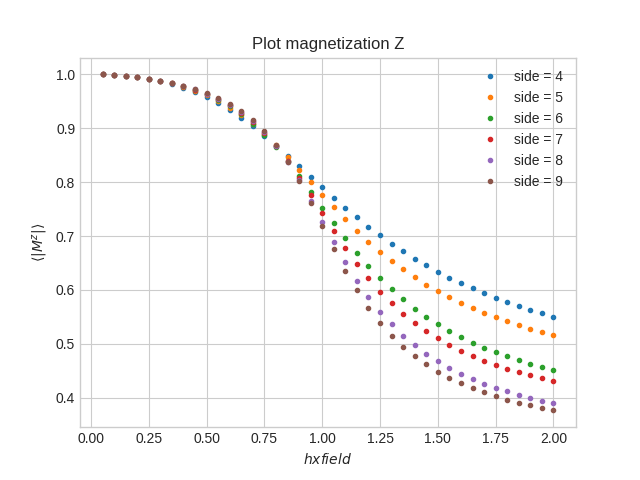 Plot magnetization Z
side = 4
side = 5
side = 6
side = 7
side = 8
side = 9
1.0
0.9
0.8
0.7
0.6
0.5
0.4
⟨|M^z|⟩
0.00 0.25 0.50 0.75 1.00 1.25 1.50 1.75 2.00
hxfield